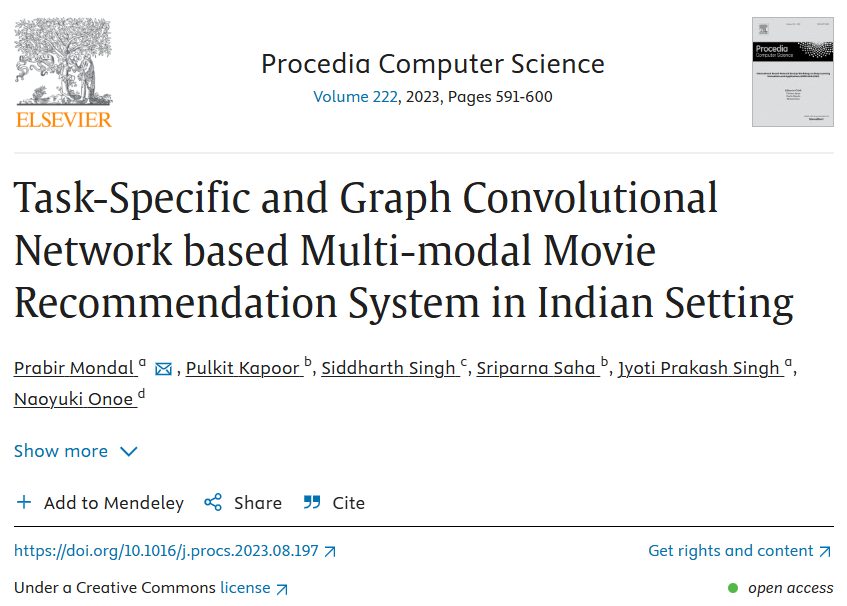 ELSEVIER
Procedia Computer Science
Volume 222, 2023, Pages 591-600
Procedia
Computer Science
Task-Specific and Graph Convolutional
Network based Multi-modal Movie
Recommendation System in Indian Setting
Prabir Mondal a, Pulkit Kapoor b, Siddharth Singh c, Sriparna Saha b, Jyoti Prakash Singh a,
Naoyuki Onoe d
Show more
+ Add to Mendeley Share Cite
https://doi.org/10.1016/j.procs.2023.08.197
Get rights and content
Under a Creative Commons license
open access